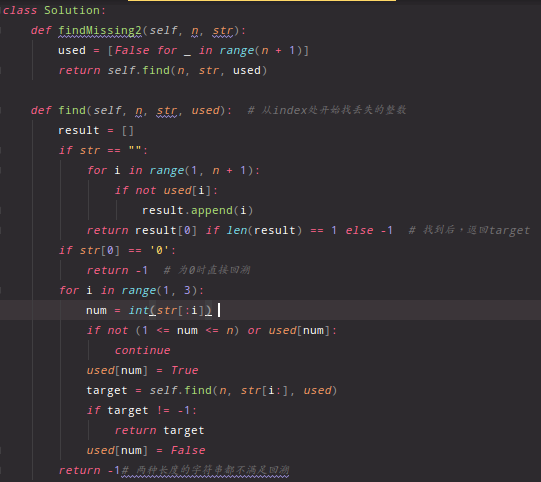 class Solution:
    def findMissing2(self, n, str):
        used = [False for _ in range(n + 1)]
        return self.find(n, str, used)

    def find(self, n, str, used):  # 从index处开始找丢失的整数
        result = []
        if str == "":
            for i in range(1, n + 1):
                if not used[i]:
                    result.append(i)
            return result[0] if len(result) == 1 else -1  # 找到后，返回target
        if str[0] == '0':
            return -1  # 为0时直接回溯
        for i in range(1, 3):
            num = int(str[:i])
            if not (1 <= num <= n) or used[num]:
                continue
            used[num] = True
            target = self.find(n, str[i:], used)
            if target != -1:
                return target
            used[num] = False
        return -1# 两种长度的字符串都不满足回溯